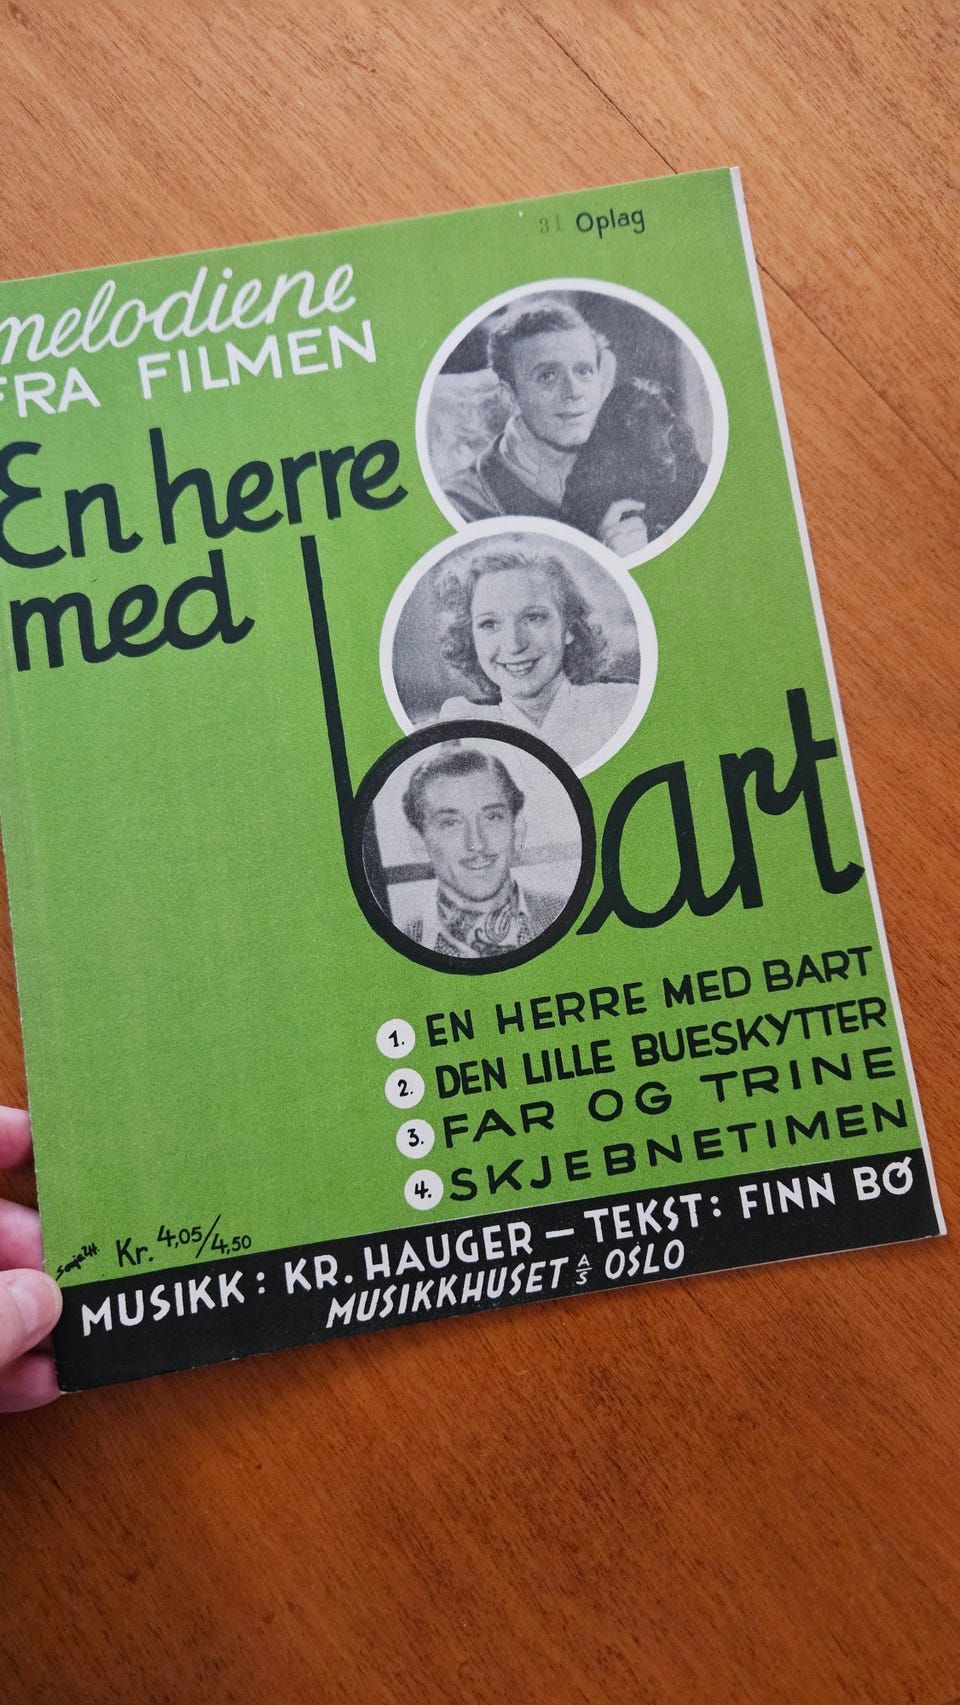 31 Oplag
melodiene
FRA FILMEN
En herre
med
bart
1. EN HERRE MED BART
2. DEN LILLE BUESKYTTER
3. FAR OG TRINE
4. SKJEBNETIMEN
Kr. 4,05/4,50
MUSIKK: KR. HAUGER — TEKST: FINN BØ
MUSIKKHUSET A/S OSLO